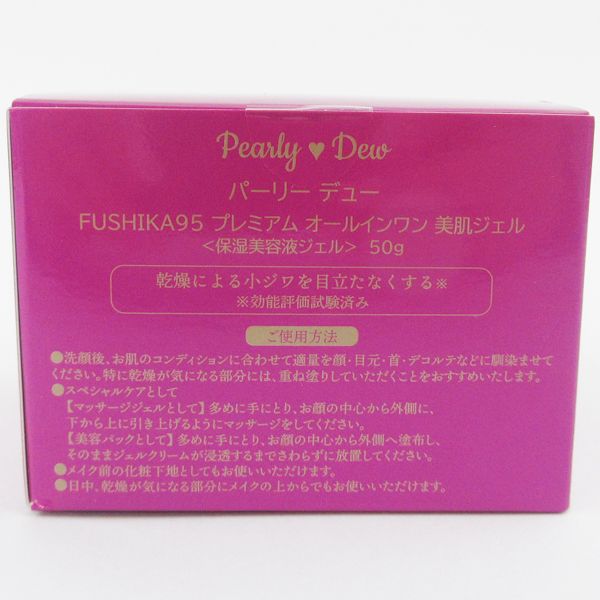 Pearly ♥ Dew
パーリー デュー
FUSHIKA95 プレミアム オールインワン 美肌ジェル
<保湿美容液ジェル> 50g
乾燥による小ジワを目立たなくする※
※効能評価試験済み
ご使用方法
●洗顔後、お肌のコンディションに合わせて適量を顔・目元・首・デコルテなどに馴染ませて
ください。特に乾燥が気になる部分には、重ね塗りしていただくことをおすすめいたします。
●スペシャルケアとして
【マッサージジェルとして】多めに手にとり、お顔の中心から外側に、
下から上に引き上げるようにマッサージをしてください。
【美容パックとして】多めに手にとり、お顔の中心から外側へ塗布し、
そのままジェルクリームが浸透するまでさわらずに放置してください。
●メイク前の化粧下地としてもお使いいただけます。
●日中、乾燥が気になる部分にメイクの上からでもお使いいただけます。